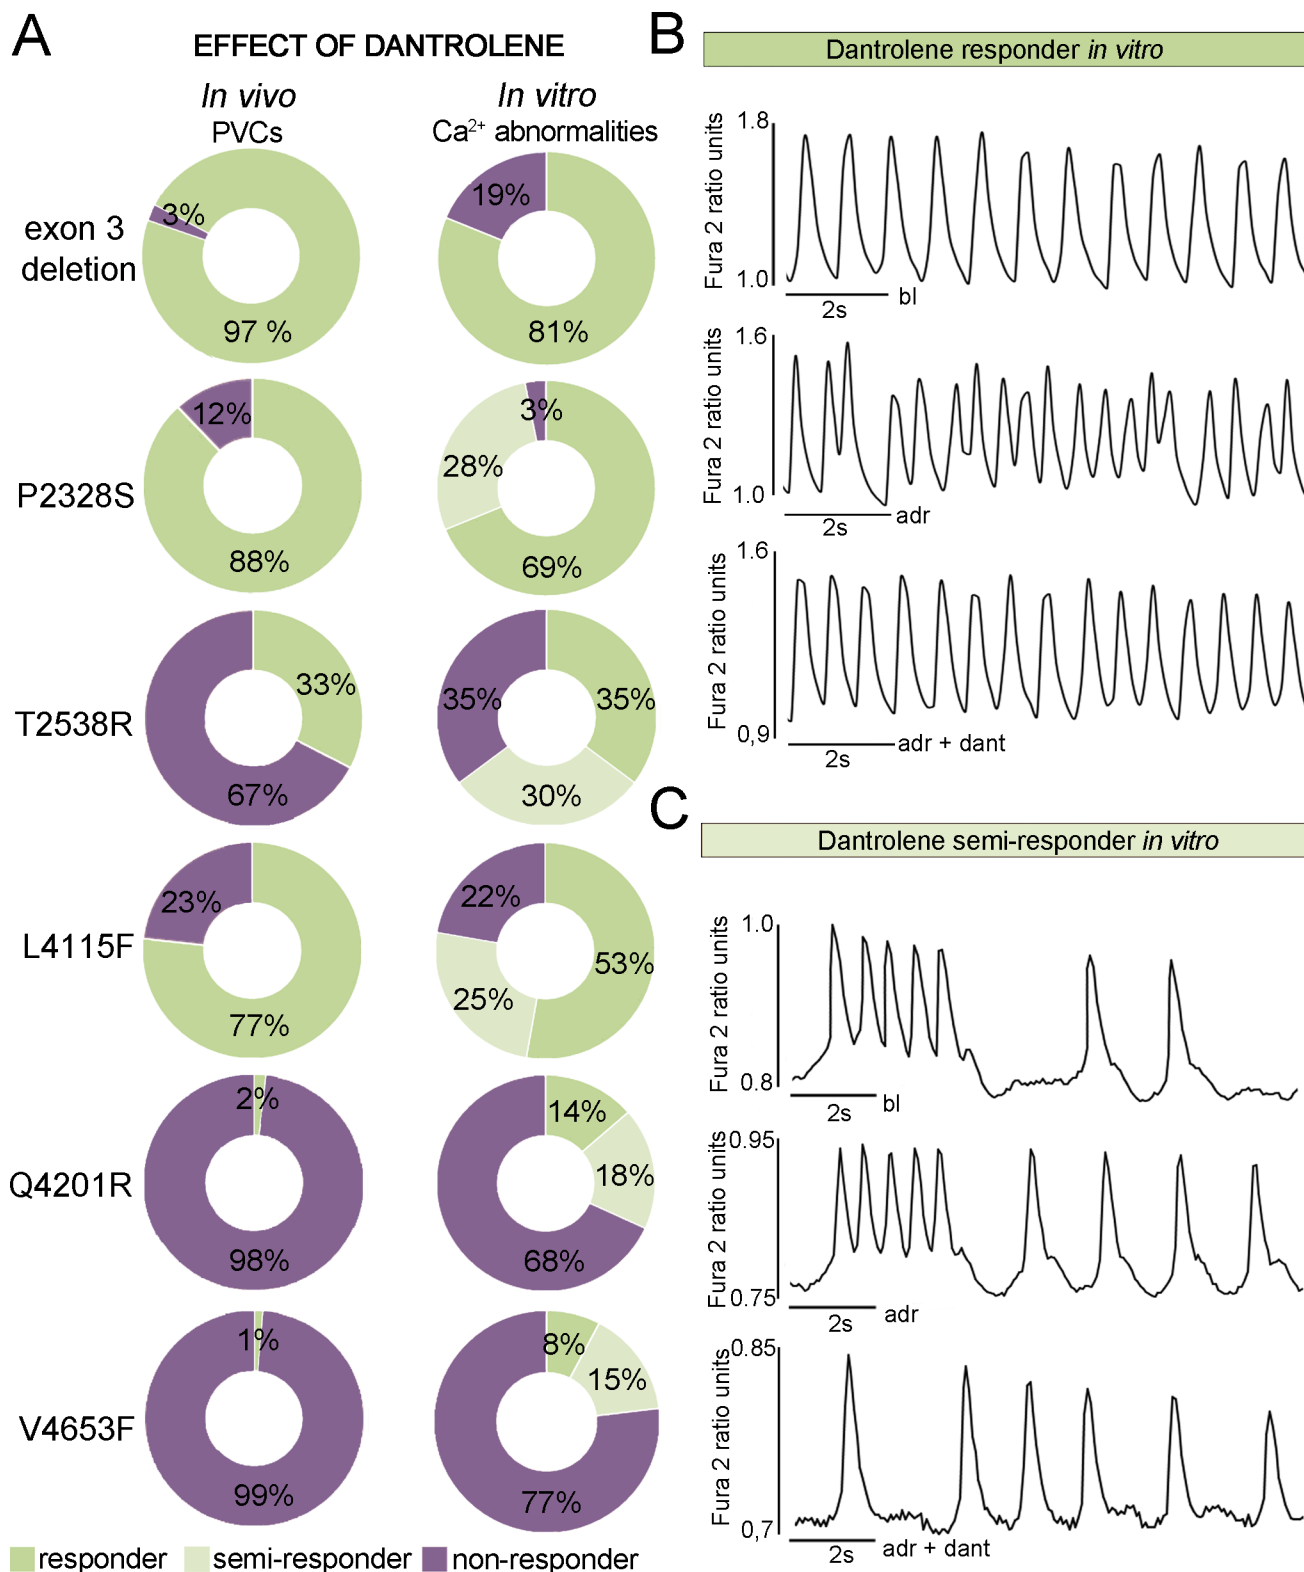 A
EFFECT OF DANTROLENE
In vivo
PVCs
In vitro
Ca²⁺ abnormalities
exon 3
deletion
3%
97 %
19%
81%
P2328S
12%
88%
3%
28%
69%
T2538R
33%
67%
35%
35%
30%
L4115F
23%
77%
22%
53%
25%
Q4201R
2%
98%
14%
18%
68%
V4653F
1%
99%
8%
15%
77%
responder
semi-responder
non-responder
B
Dantrolene responder in vitro
Fura 2 ratio units
1.8
1.0
2s
bl
Fura 2 ratio units
1.6
1.0
2s
adr
Fura 2 ratio units
1.6
0,9
2s
adr + dant
C
Dantrolene semi-responder in vitro
Fura 2 ratio units
1.0
0.8
2s
bl
Fura 2 ratio units
0.95
0.75
2s
adr
Fura 2 ratio units
0.85
0,7
2s
adr + dant